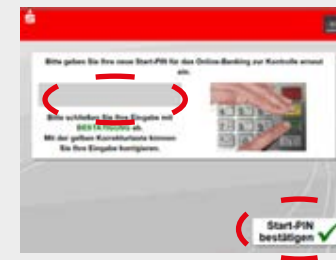 Bitte geben Sie Ihre neue Start-PIN für das Online-Banking zur Kontrolle erneut
ein.
Bitte schließen Sie Ihre Eingabe mit
BESTÄTIGUNG ab.
Mit der gelben Korrekturtaste können
Sie Ihre Eingabe korrigieren.
Start-PIN
bestätigen